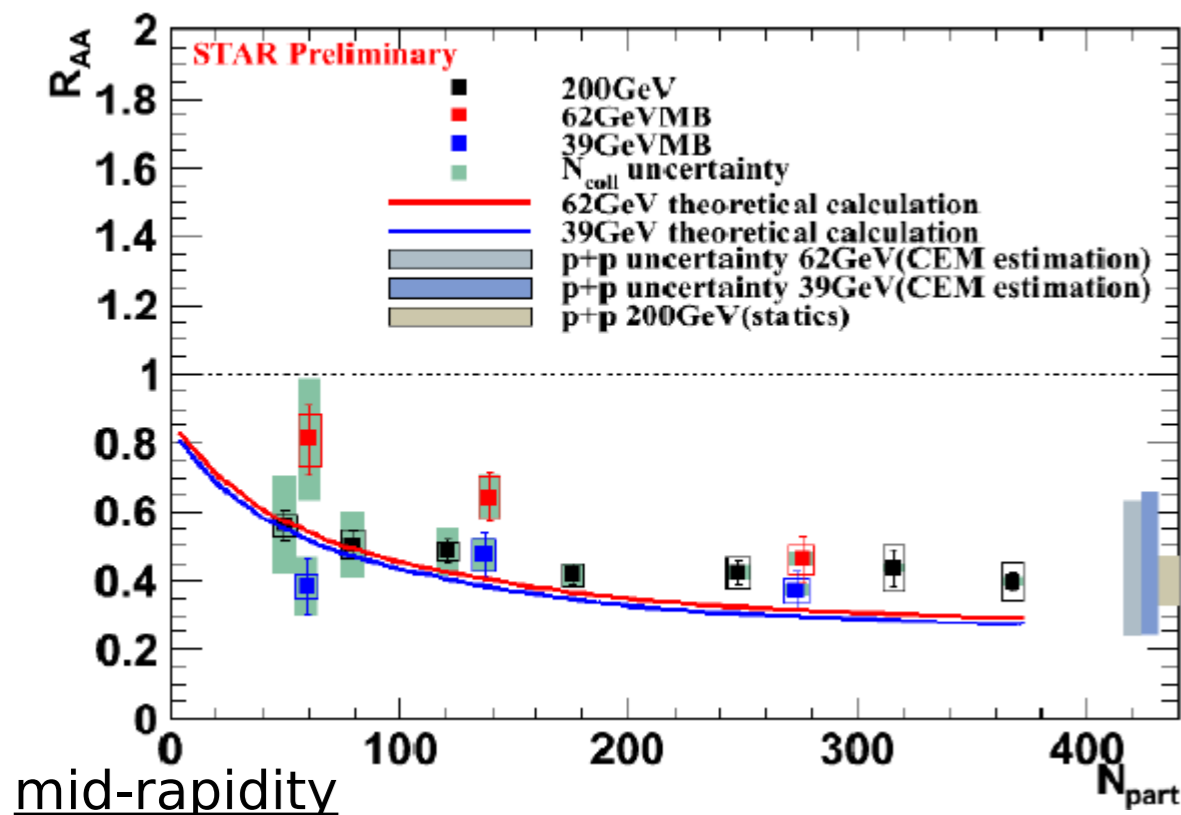 2
R_AA
STAR Preliminary
1.8
200GeV
62GeVMB
1.6
39GeVMB
N_coll uncertainty
62GeV theoretical calculation
1.4
39GeV theoretical calculation
p+p uncertainty 62GeV(CEM estimation)
p+p uncertainty 39GeV(CEM estimation)
1.2
p+p 200GeV(statics)
1
0.8
0.6
0.4
0.2
0
0 100 200 300 400
N_part
mid-rapidity